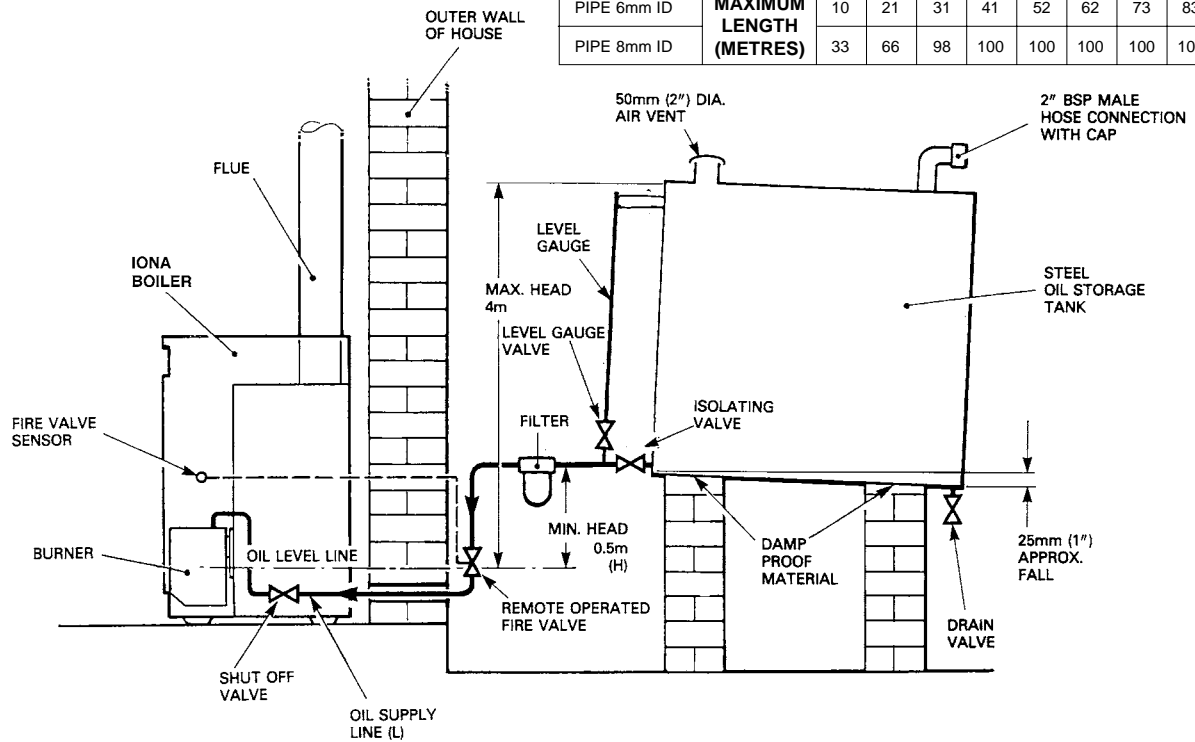 OUTER WALL
OF HOUSE
PIPE 6mm ID
MAXIMUM
LENGTH
(METRES)
10 21 31 41 52 62 73 83
PIPE 8mm ID
33 66 98 100 100 100 100
50mm (2") DIA.
AIR VENT
2" BSP MALE
HOSE CONNECTION
WITH CAP
FLUE
LEVEL
GAUGE
IONA
BOILER
MAX. HEAD
4m
STEEL
OIL STORAGE
TANK
LEVEL GAUGE
VALVE
ISOLATING
VALVE
FILTER
FIRE VALVE
SENSOR
MIN. HEAD
0.5m
(H)
BURNER
OIL LEVEL LINE
DAMP
PROOF
MATERIAL
25mm (1")
APPROX.
FALL
REMOTE OPERATED
FIRE VALVE
DRAIN
VALVE
SHUT OFF
VALVE
OIL SUPPLY
LINE (L)